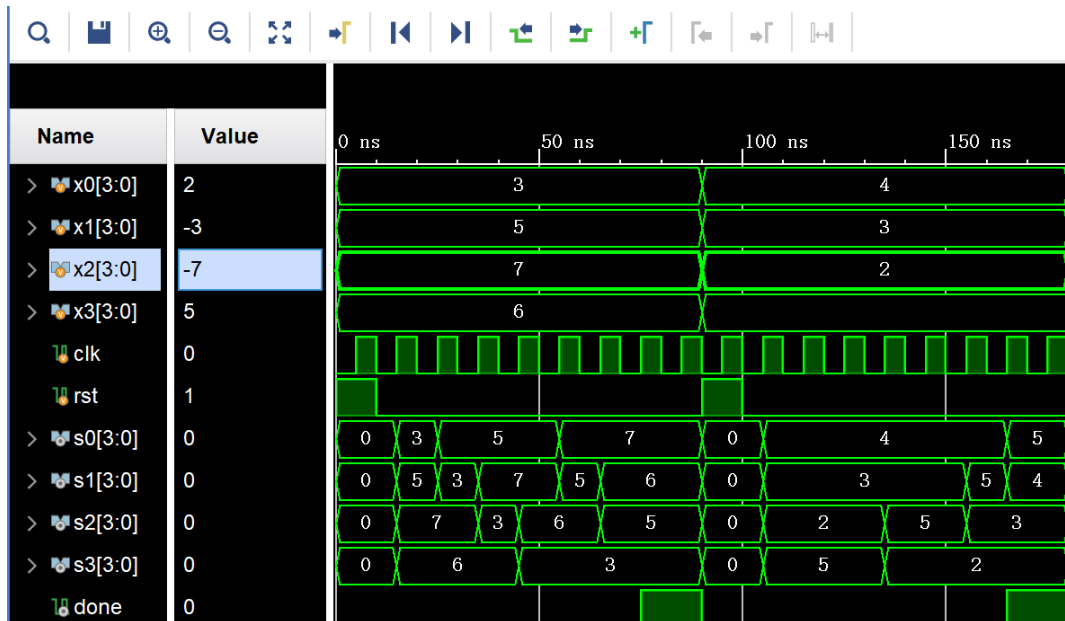 Name Value 0 ns 50 ns 100 ns 150 ns
x0[3:0] 2 3 4
x1[3:0] -3 5 3
x2[3:0] -7 7 2
x3[3:0] 5 6
clk 0
rst 1
s0[3:0] 0 0 3 5 7 0 4 5
s1[3:0] 0 0 5 3 7 5 6 0 3 5 4
s2[3:0] 0 0 7 3 6 5 0 2 5 3
s3[3:0] 0 0 6 3 0 5 2
done 0